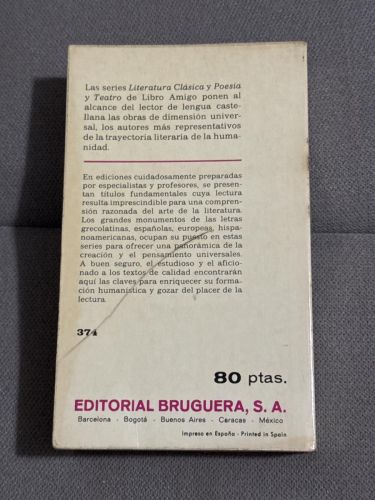 Las series Literatura Clásica y Poesía
y Teatro de Libro Amigo ponen al
alcance del lector de lengua caste-
llana las obras de dimensión univer-
sal, los autores más representativos
de la trayectoria literaria de la huma-
nidad.
En ediciones cuidadosamente preparadas
por especialistas y profesores, se presen-
tan títulos fundamentales cuya lectura
resulta imprescindible para una compren-
sión razonada del arte de la literatura.
Los grandes monumentos de las letras
grecolatinas, españolas, europeas, hispa-
noamericanas, ocupan su puesto en estas
series para ofrecer una panorámica de la
creación y el pensamiento universales.
A buen seguro, el estudioso y el aficio-
nado a los textos de calidad encontrarán
aquí las claves para enriquecer su for-
mación humanística y gozar del placer de la
lectura
374
80 ptas.
EDITORIAL BRUGUERA, S. A.
Barcelona - Bogotá - Buenos Aires - Caracas - México
Impreso en España - Printed in Spain